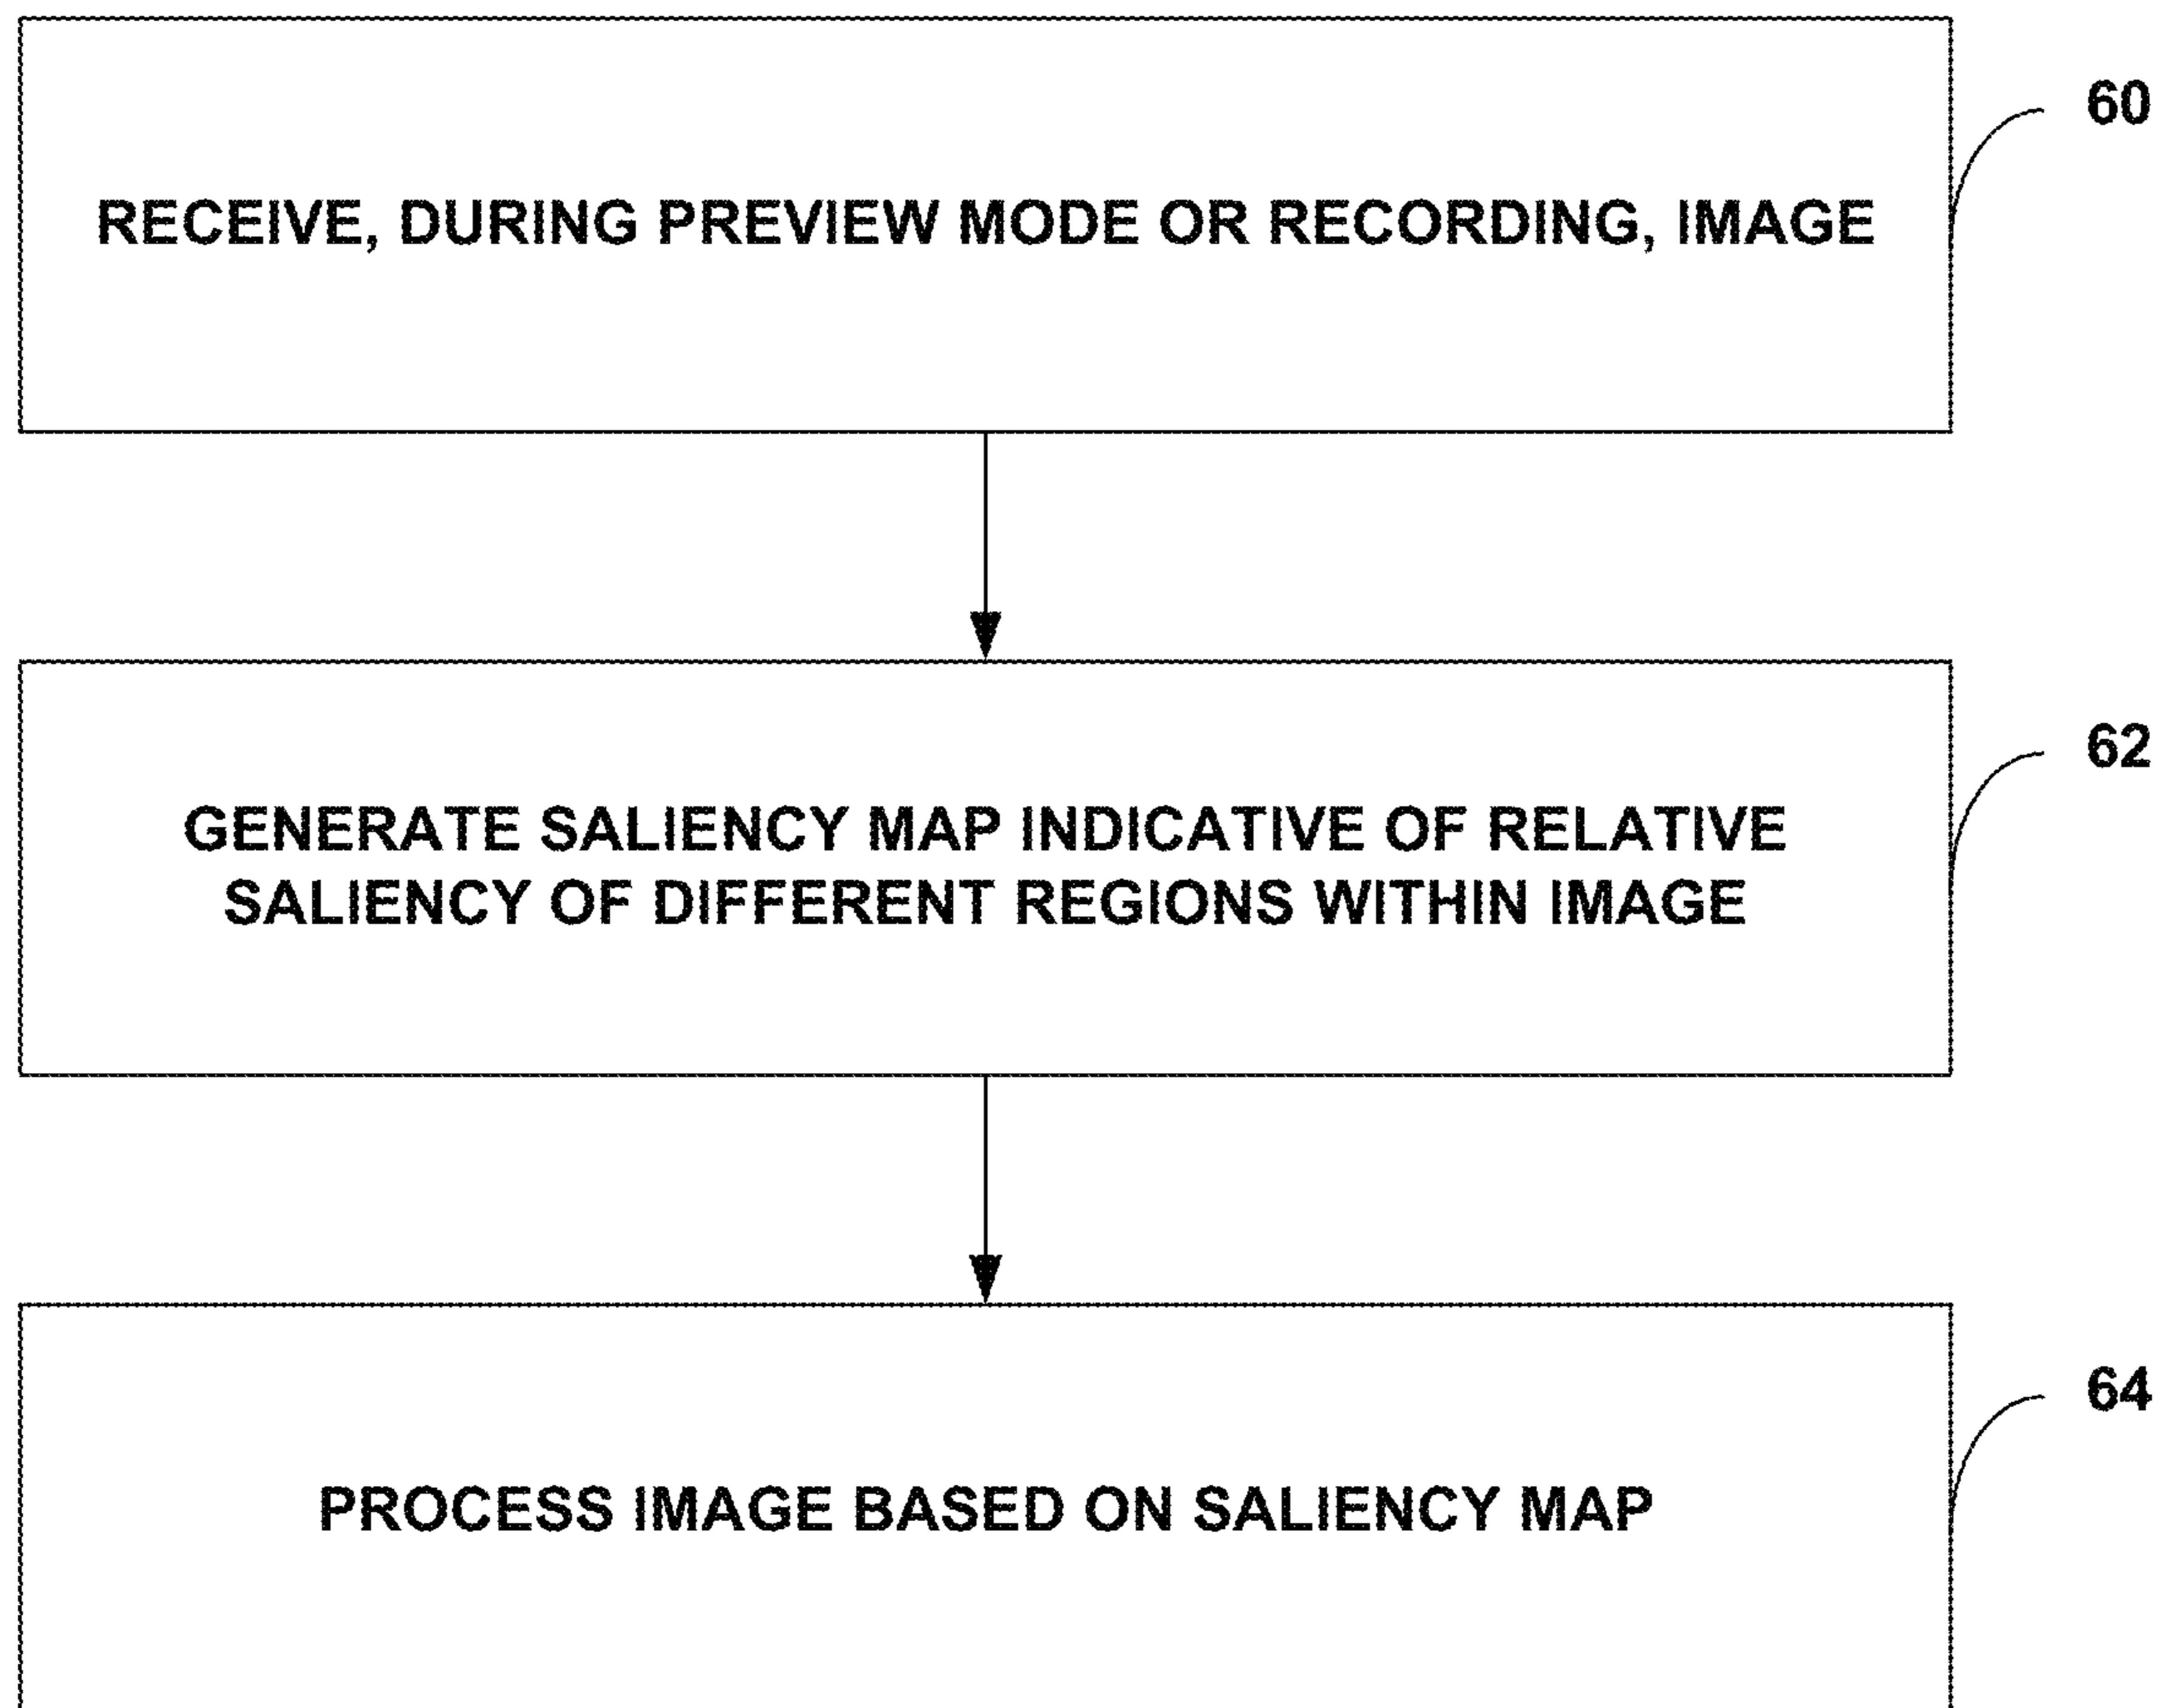 60
RECEIVE, DURING PREVIEW MODE OR RECORDING, IMAGE
62
GENERATE SALIENCY MAP INDICATIVE OF RELATIVE
SALIENCY OF DIFFERENT REGIONS WITHIN IMAGE
64
PROCESS IMAGE BASED ON SALIENCY MAP